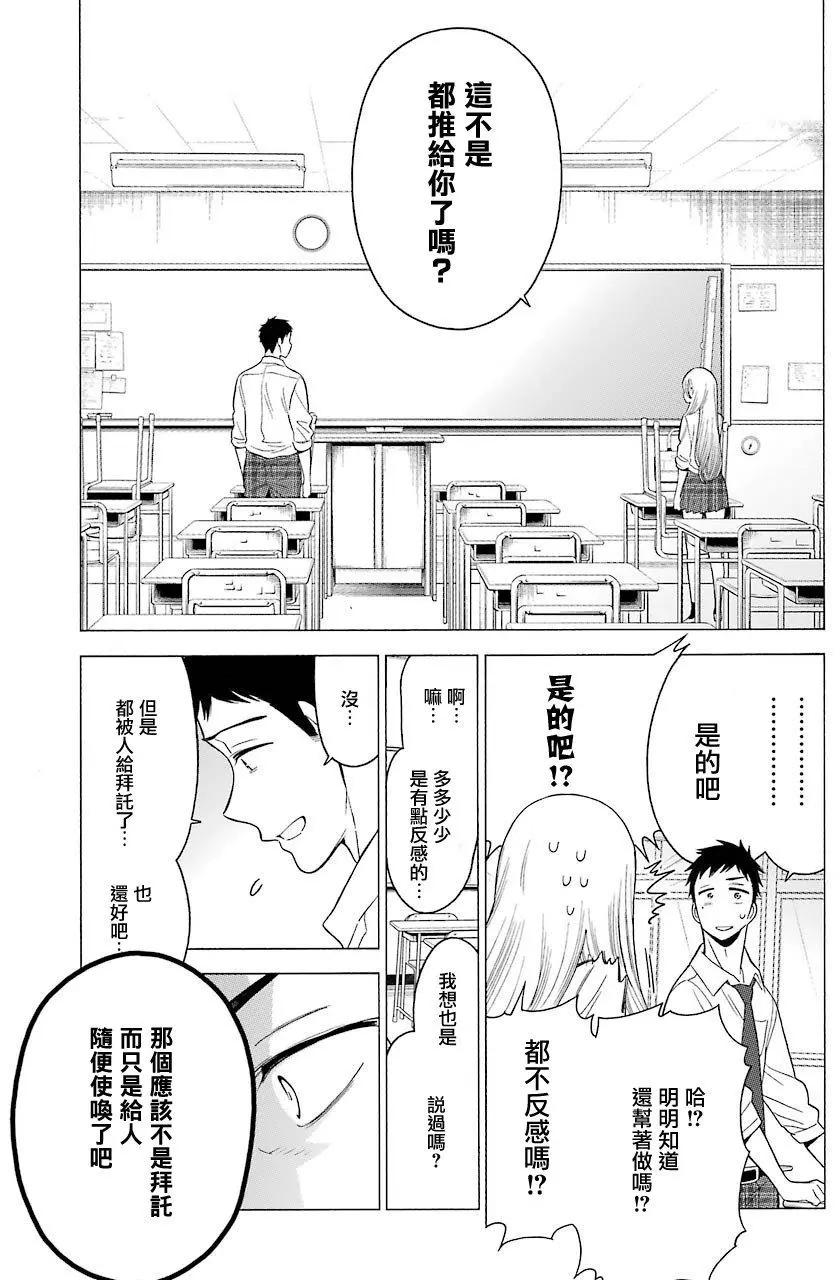 這不是
都推給你了嗎？
…………
是的吧
是的吧!?
哈!?
明明知道
還幫著做嗎!?
都不反感嗎!?
啊…
嘛…
多多少少
是有點反感的…
我想也是
説過嗎？
沒…
但是
都被人給拜託了…
也
還好吧…
那個應該不是拜託
而只是給人
隨便使喚了吧